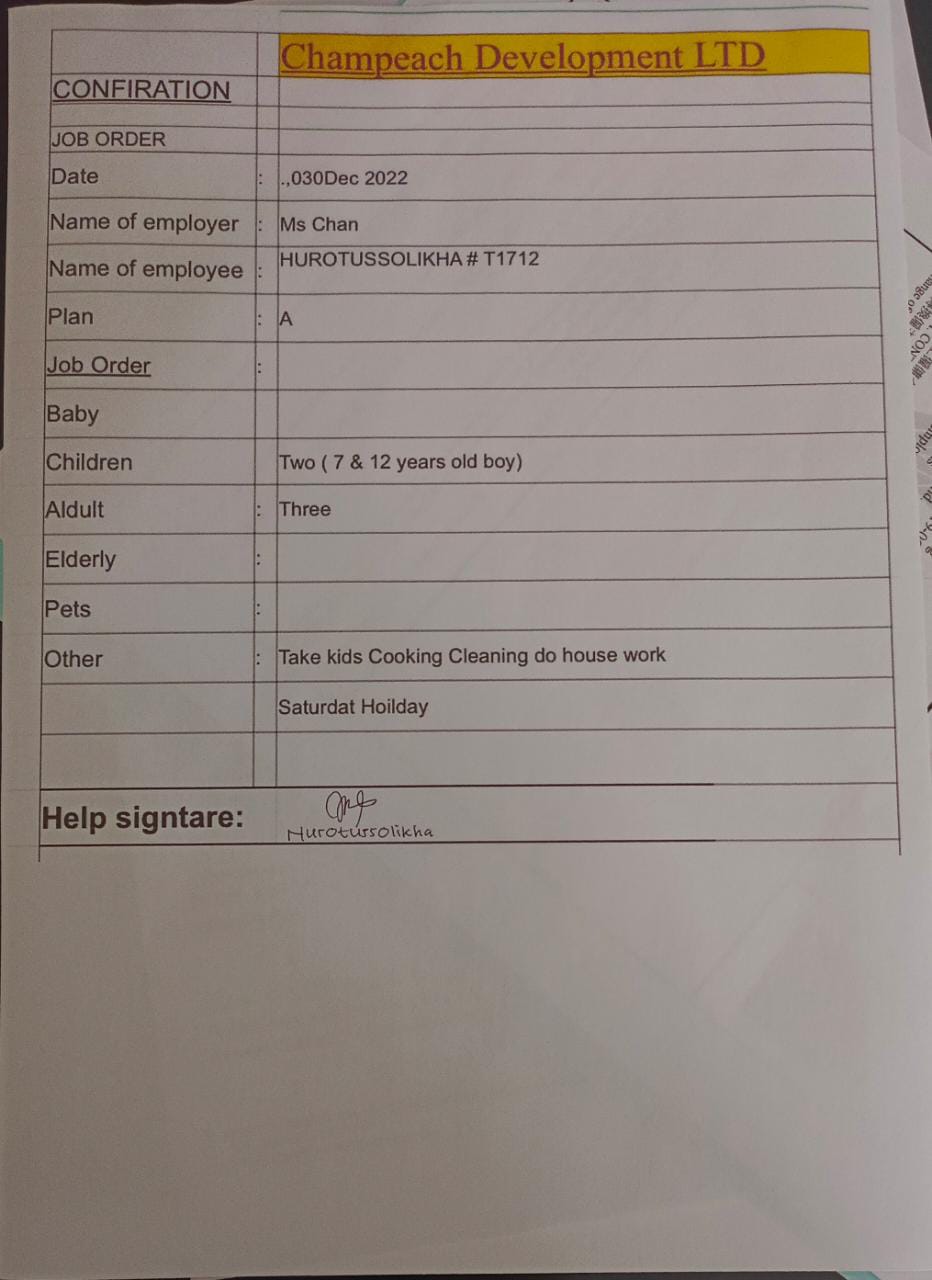 Champeach Development LTD
CONFIRATION
JOB ORDER
Date : .,030Dec 2022
Name of employer : Ms Chan
Name of employee : HUROTUSSOLIKHA # T1712
Plan : A
Job Order :
Baby
Children Two ( 7 & 12 years old boy)
Aldult : Three
Elderly :
Pets :
Other : Take kids Cooking Cleaning do house work
Saturdat Hoilday
Help signtare:
Hurotussolikha